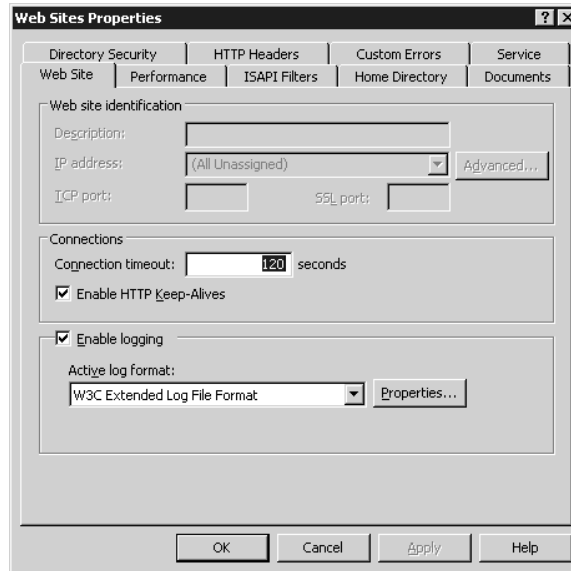 Web Sites Properties
Directory Security HTTP Headers Custom Errors Service
Web Site Performance ISAPI Filters Home Directory Documents
Web site identification
Description:
IP address: (All Unassigned) Advanced...
TCP port: SSL port:
Connections
Connection timeout: 120 seconds
Enable HTTP Keep-Alives
Enable logging
Active log format:
W3C Extended Log File Format Properties...
OK Cancel Apply Help